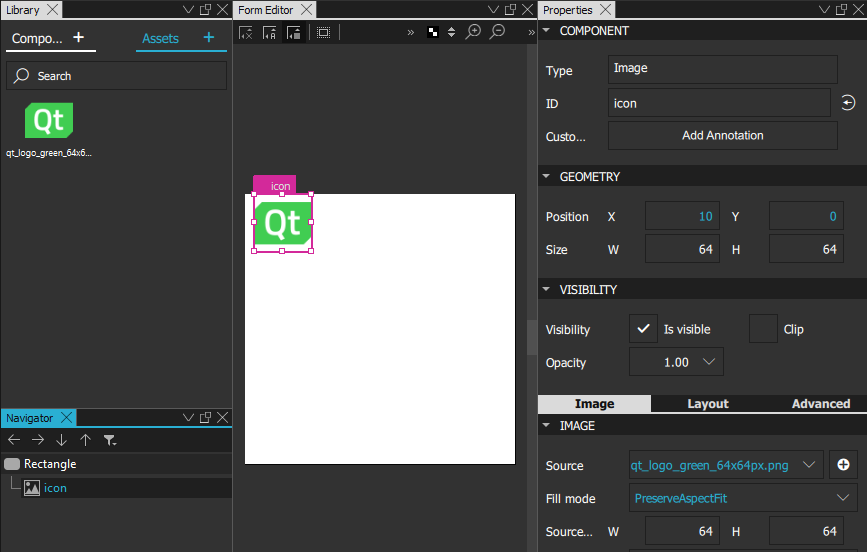 Library
Compo... +
Assets +
Search
Qt
qt_logo_green_64x6...
Navigator
Rectangle
icon
Form Editor
»
»
icon
Qt
Properties
COMPONENT
Type Image
ID icon
Custo... Add Annotation
GEOMETRY
Position X 10 Y 0
Size W 64 H 64
VISIBILITY
Visibility Is visible Clip
Opacity 1.00
Image Layout Advanced
IMAGE
Source qt_logo_green_64x64px.png
Fill mode PreserveAspectFit
Source... W 64 H 64